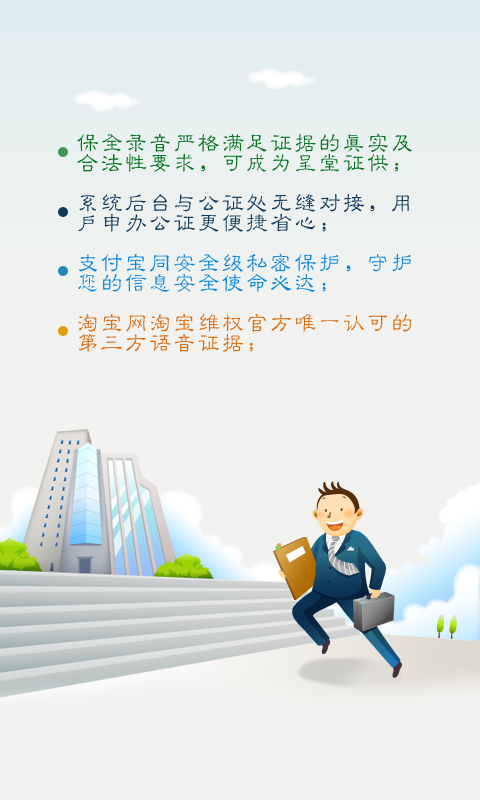 保全录音严格满足证据的真实及
合法性要求，可成为呈堂证供；
系统后台与公证处无缝对接，用
户申办公证更便捷省心；
支付宝同安全级私密保护，守护
您的信息安全使命必达；
淘宝网淘宝维权官方唯一认可的
第三方语音证据；